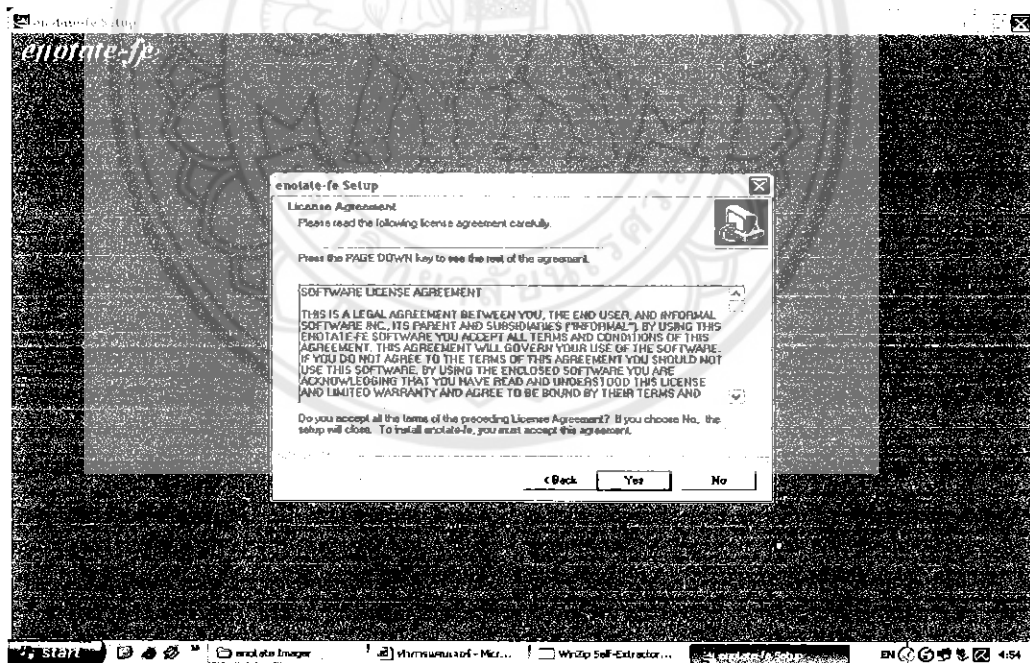 enotate-fe Setup
enotate-fe
enotate-fe Setup
License Agreement
Please read the following license agreement carefully.
Press the PAGE DOWN key to see the rest of the agreement.
SOFTWARE LICENSE AGREEMENT
THIS IS A LEGAL AGREEMENT BETWEEN YOU, THE END USER, AND INFORMAL
SOFTWARE INC., ITS PARENT AND SUBSIDIARIES ("INFORMAL"). BY USING THIS
ENOTATE-FE SOFTWARE YOU ACCEPT ALL TERMS AND CONDITIONS OF THIS
AGREEMENT. THIS AGREEMENT WILL GOVERN YOUR USE OF THE SOFTWARE.
IF YOU DO NOT AGREE TO THE TERMS OF THIS AGREEMENT YOU SHOULD NOT
USE THIS SOFTWARE. BY USING THE ENCLOSED SOFTWARE YOU ARE
ACKNOWLEDGING THAT YOU HAVE READ AND UNDERSTOOD THIS LICENSE
AND LIMITED WARRANTY AND AGREE TO BE BOUND BY THEIR TERMS AND
Do you accept all the terms of the preceding License Agreement? If you choose No, the
setup will close. To install enotate-fe, you must accept this agreement.
< Back Yes No
start enotate Imager - Micr... WinZip Self-Extractor... enotate-fe Setup EN 4:54